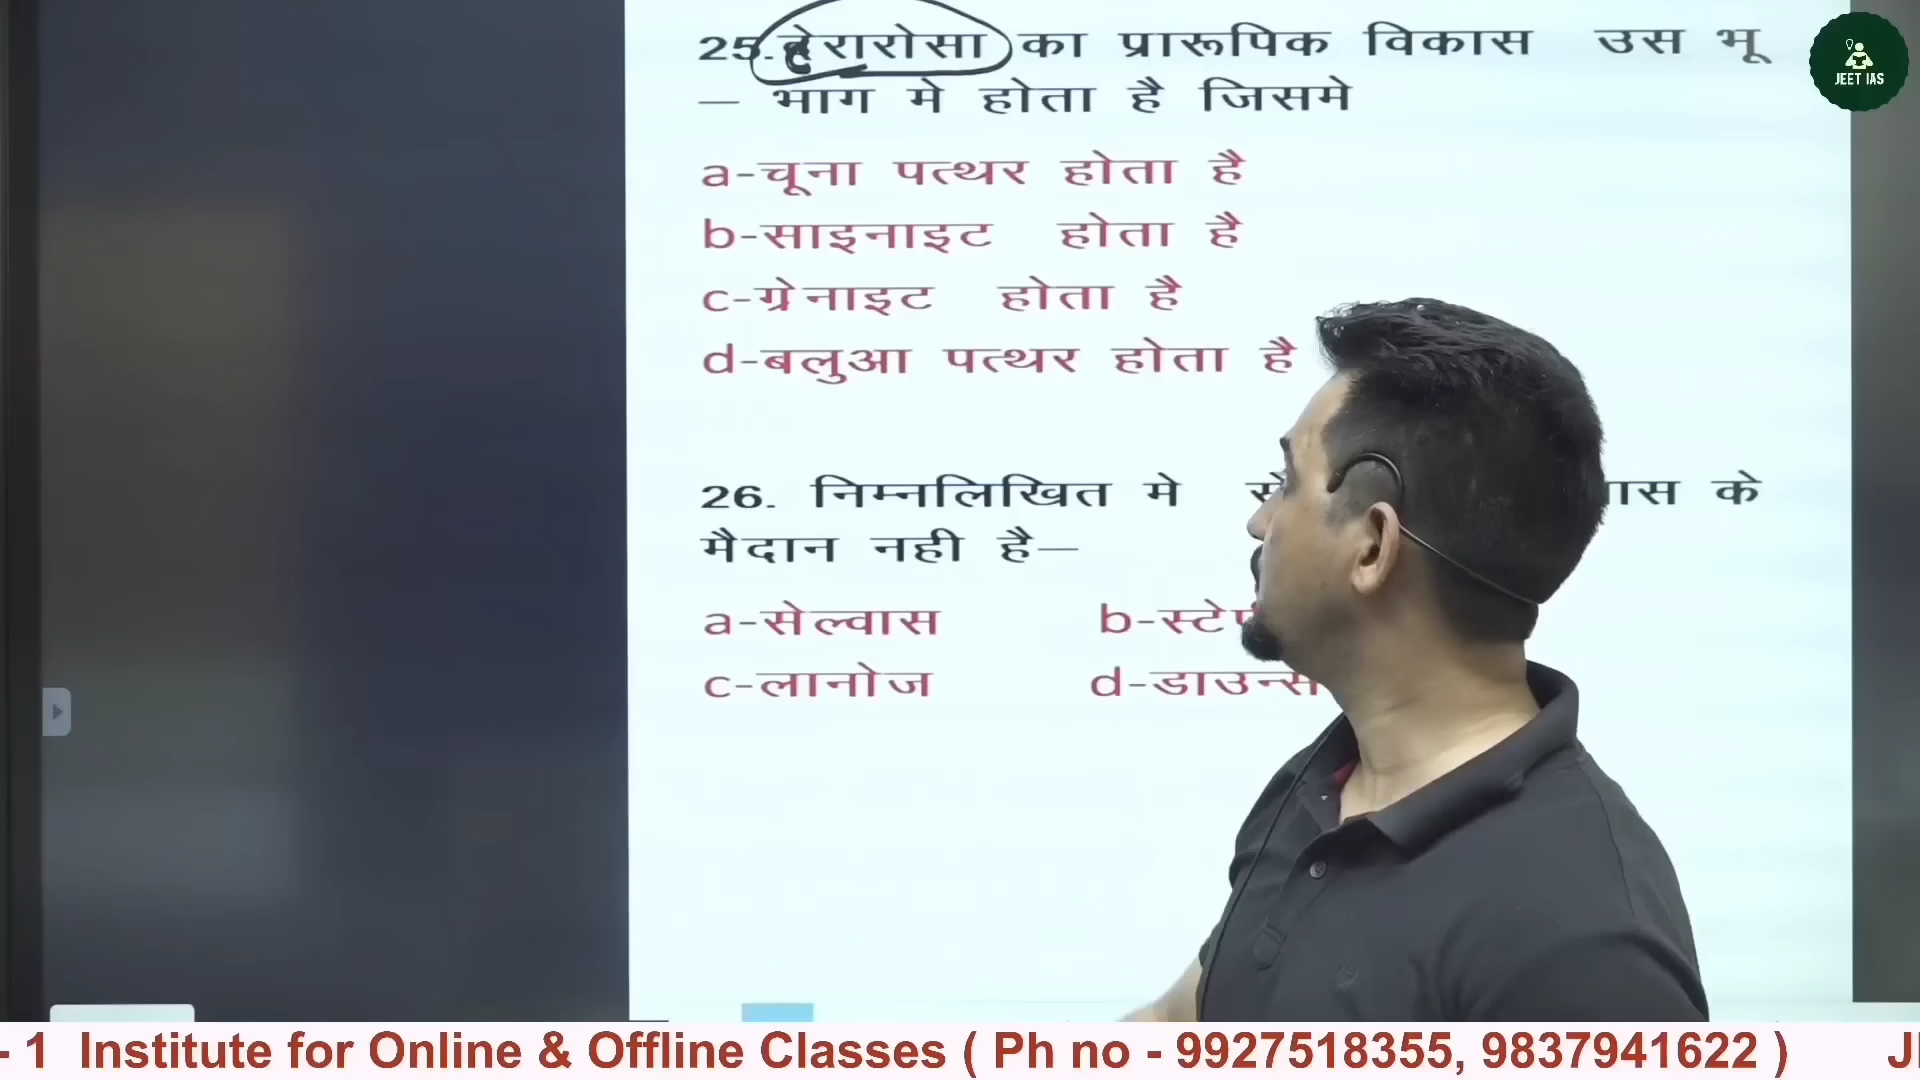 25. टेरारोसा का प्रारूपिक विकास उस भू
– भाग मे होता है जिसमे
a-चूना पत्थर होता है
b-साइनाइट होता है
c-ग्रेनाइट होता है
d-बलुआ पत्थर होता है
26. निम्नलिखित मे के
मैदान नही है–
a-सेल्वास b-
c-लानोज d-डाउन्स
JEET IAS
- 1 Institute for Online & Offline Classes ( Ph no - 9927518355, 9837941622 )